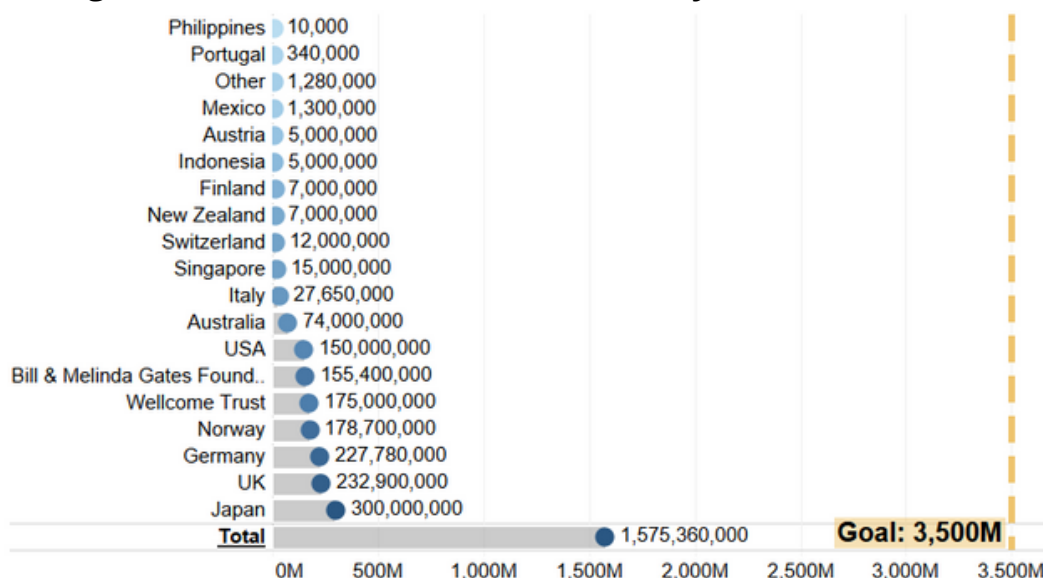 Philippines 10,000
Portugal 340,000
Other 1,280,000
Mexico 1,300,000
Austria 5,000,000
Indonesia 5,000,000
Finland 7,000,000
New Zealand 7,000,000
Switzerland 12,000,000
Singapore 15,000,000
Italy 27,650,000
Australia 74,000,000
USA 150,000,000
Bill & Melinda Gates Found.. 155,400,000
Wellcome Trust 175,000,000
Norway 178,700,000
Germany 227,780,000
UK 232,900,000
Japan 300,000,000
Total 1,575,360,000 Goal: 3,500M
0M 500M 1,000M 1,500M 2,000M 2,500M 3,000M 3,500M